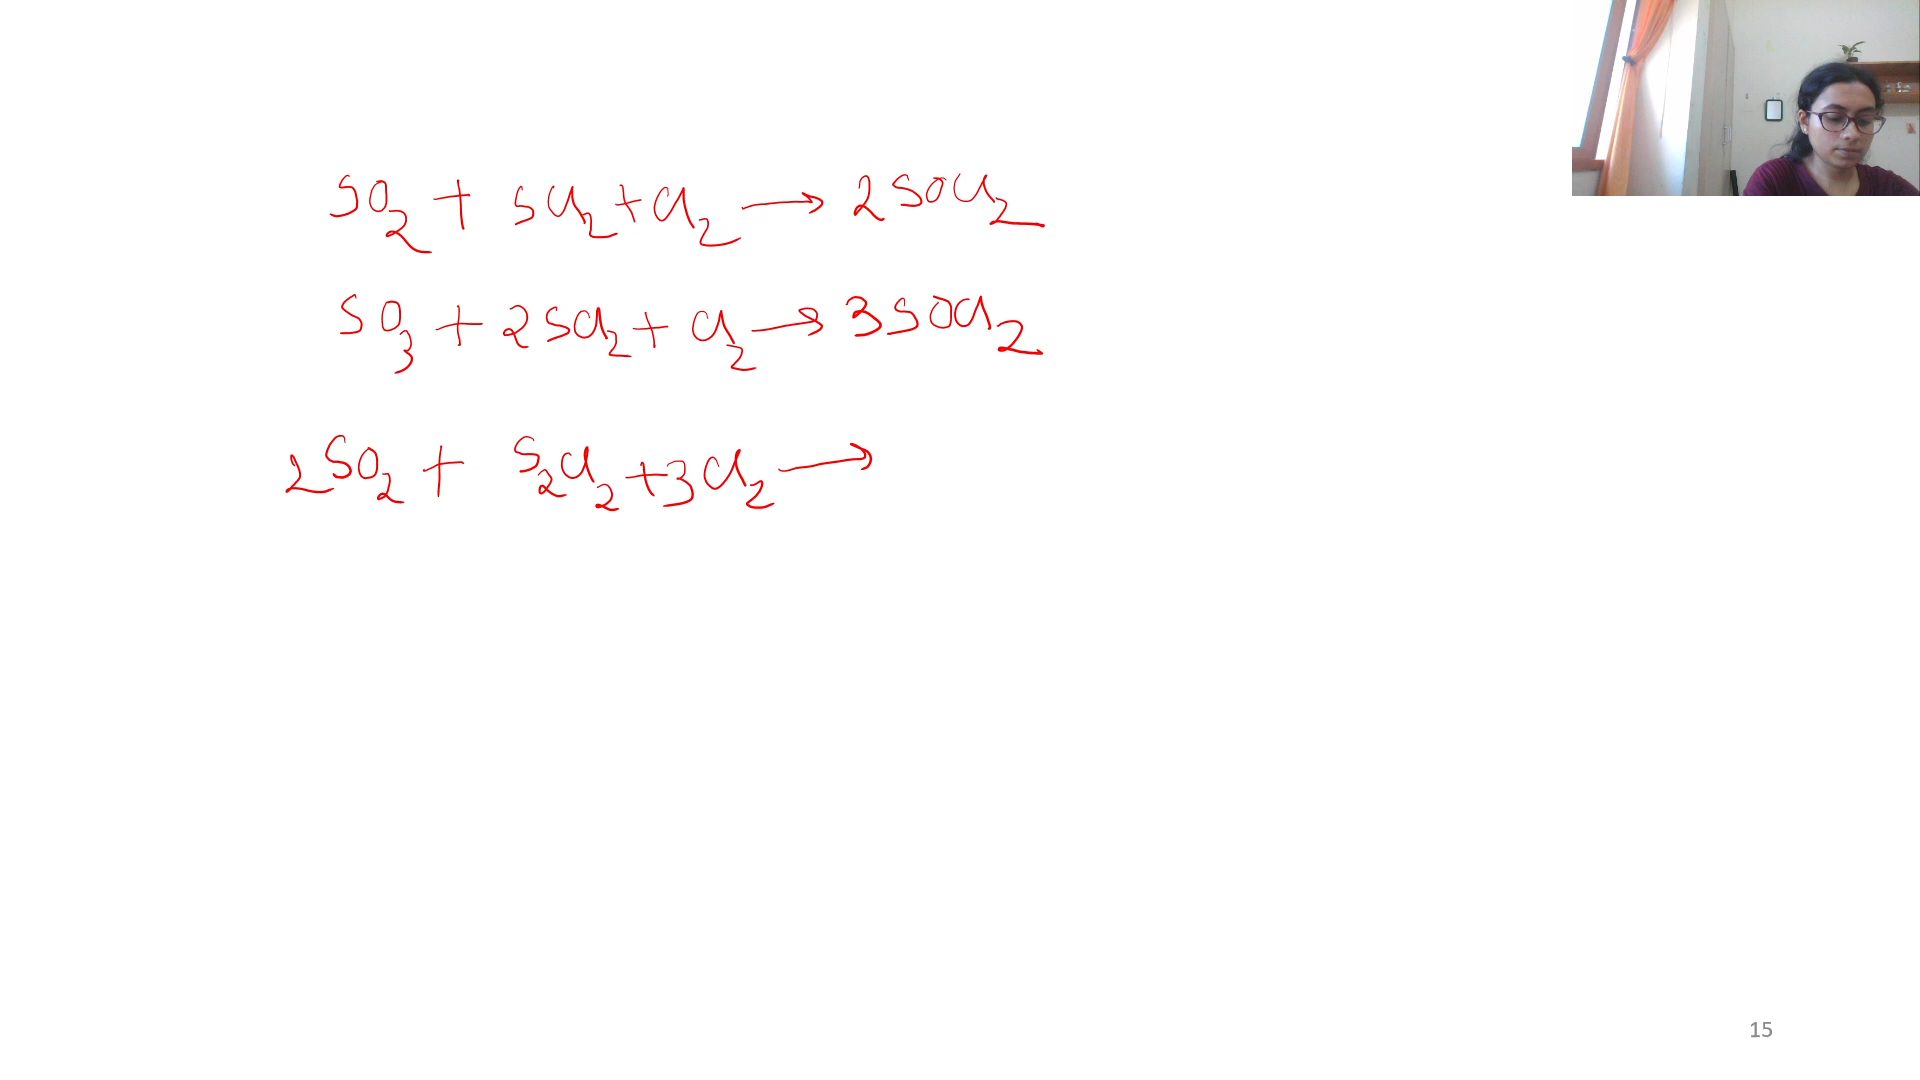 SO₂ + SCl₂ + Cl₂ → 2SOCl₂
SO₃ + 2SCl₂ + Cl₂ → 3SOCl₂
2SO₂ + S₂Cl₂ + 3Cl₂ →
15